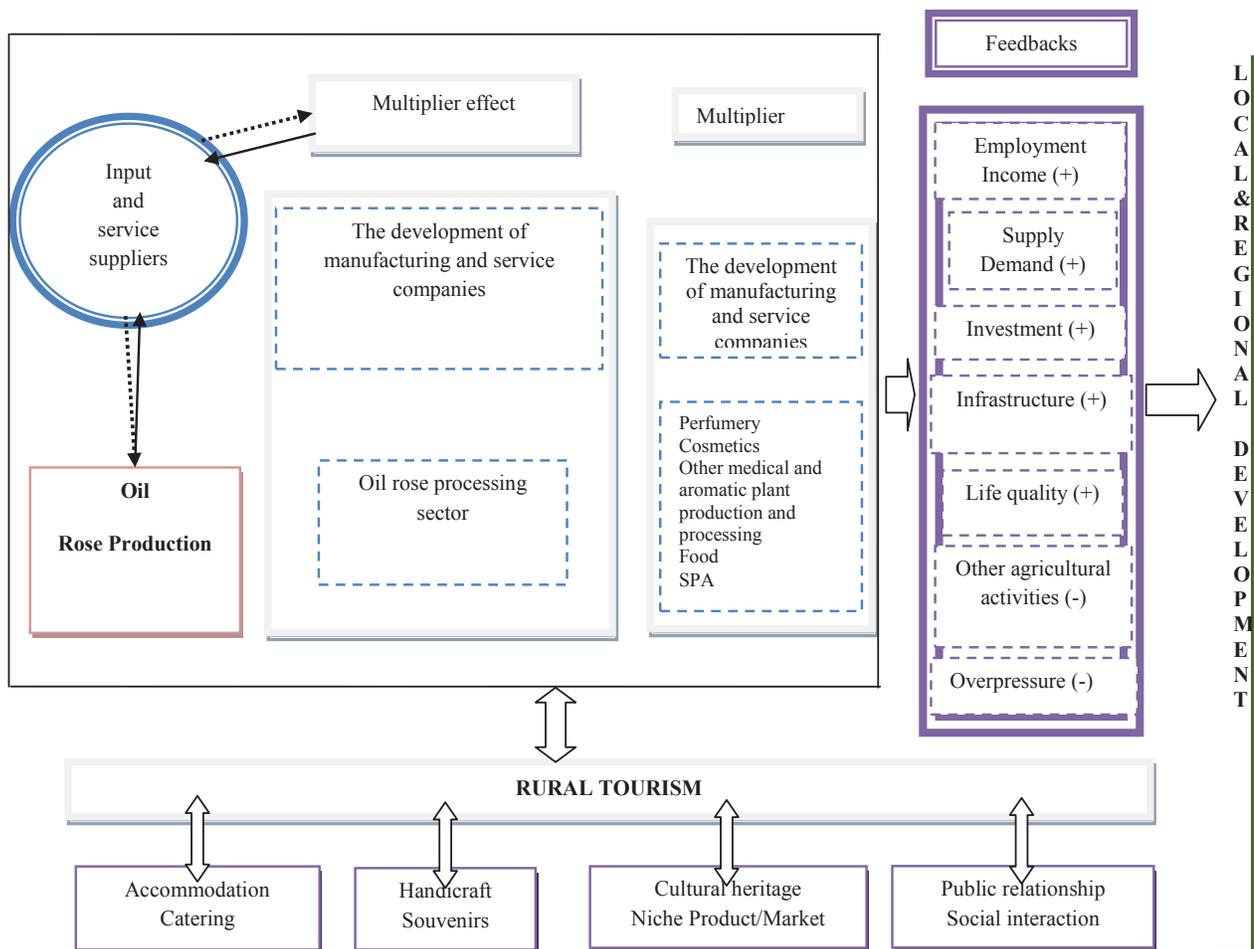 Feedbacks
Multiplier effect
Multiplier
Input
and
service
suppliers
The development of
manufacturing and service
companies
The development
of manufacturing
and service
companies
Oil rose processing
sector
Perfumery
Cosmetics
Other medical and
aromatic plant
production and
processing
Food
SPA
Oil
Rose Production
Employment
Income (+)
Supply
Demand (+)
Investment (+)
Infrastructure (+)
Life quality (+)
Other agricultural
activities (-)
Overpressure (-)
LOCAL&REGIONAL DEVELOPMENT
RURAL TOURISM
Accommodation
Catering
Handicraft
Souvenirs
Cultural heritage
Niche Product/Market
Public relationship
Social interaction